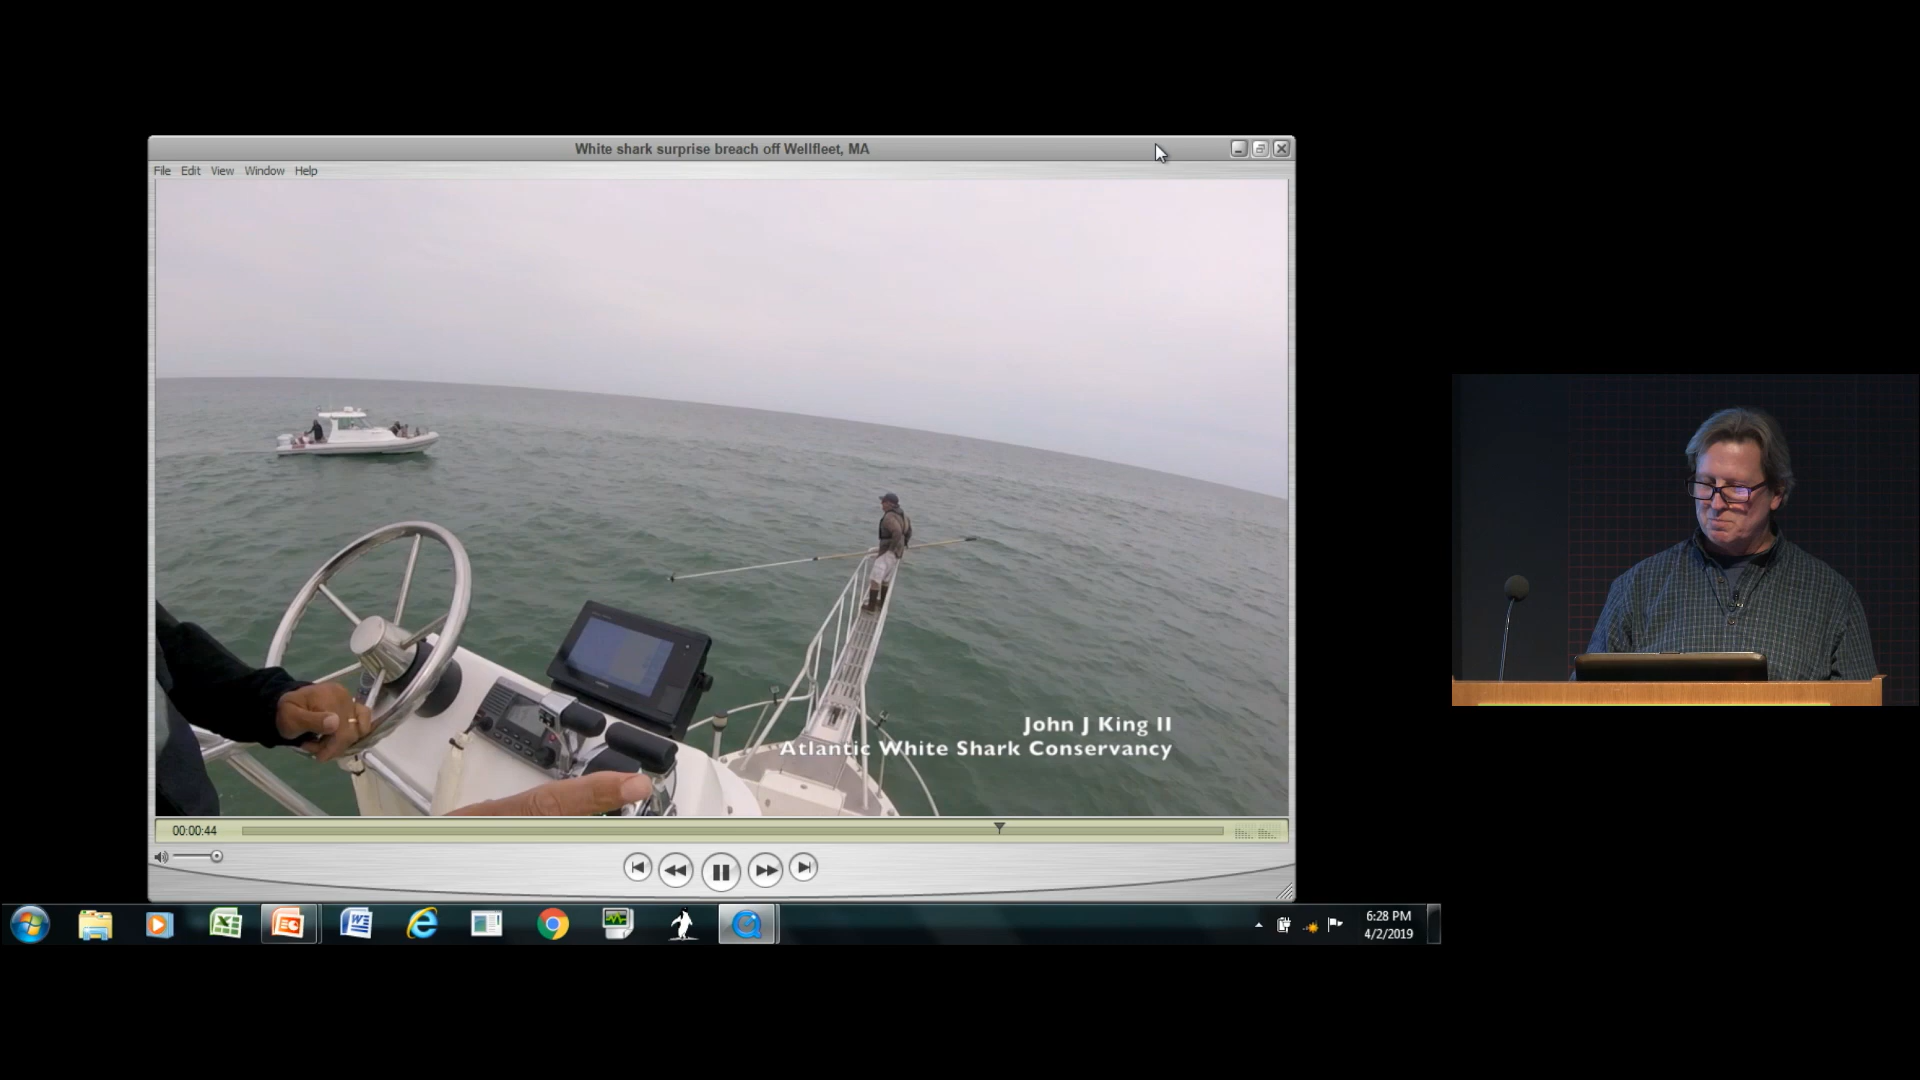 White shark surprise breach off Wellfleet, MA
File Edit View Window Help
John J King II
Atlantic White Shark Conservancy
00:00:44
6:28 PM
4/2/2019